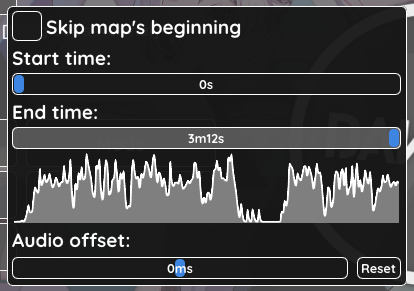 Skip map's beginning
Start time:
0s
End time:
3m12s
Audio offset:
0ms
Reset